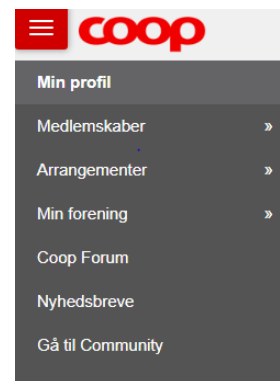 coop
Min profil
Medlemskaber »
Arrangementer »
Min forening »
Coop Forum
Nyhedsbreve
Gå til Community